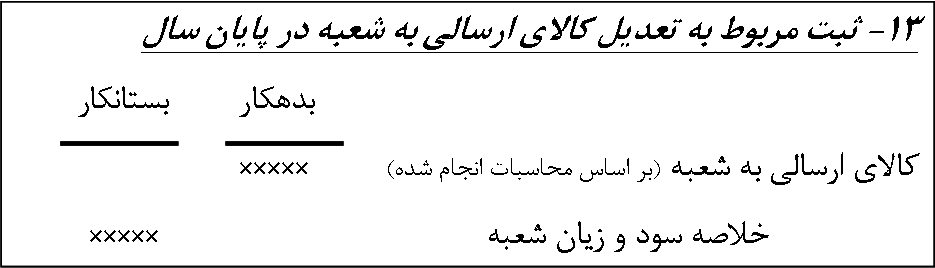 ۱۳- ثبت مربوط به تعدیل کالای ارسالی به شعبه در پایان سال
بدهکار بستانکار
کالای ارسالی به شعبه (بر اساس محاسبات انجام شده) ×××××
خلاصه سود و زیان شعبه ×××××